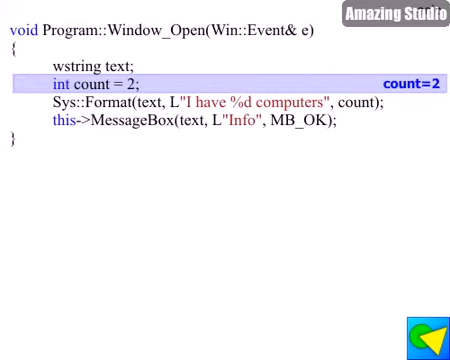 Amazing Studio
void Program::Window_Open(Win::Event& e)
{
wstring text;
int count = 2; count=2
Sys::Format(text, L"I have %d computers", count);
this->MessageBox(text, L"Info", MB_OK);
}